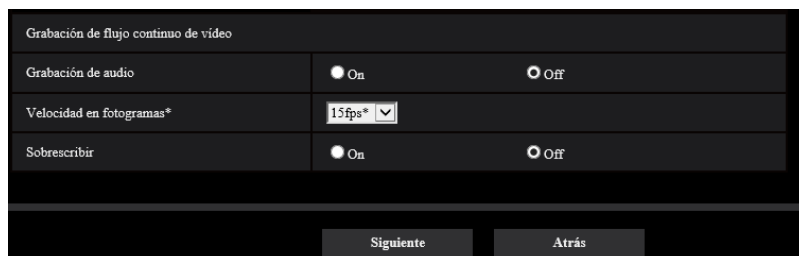 Grabación de flujo continuo de vídeo
Grabación de audio On Off
Velocidad en fotogramas* 15fps*
Sobrescribir On Off
Siguiente Atrás